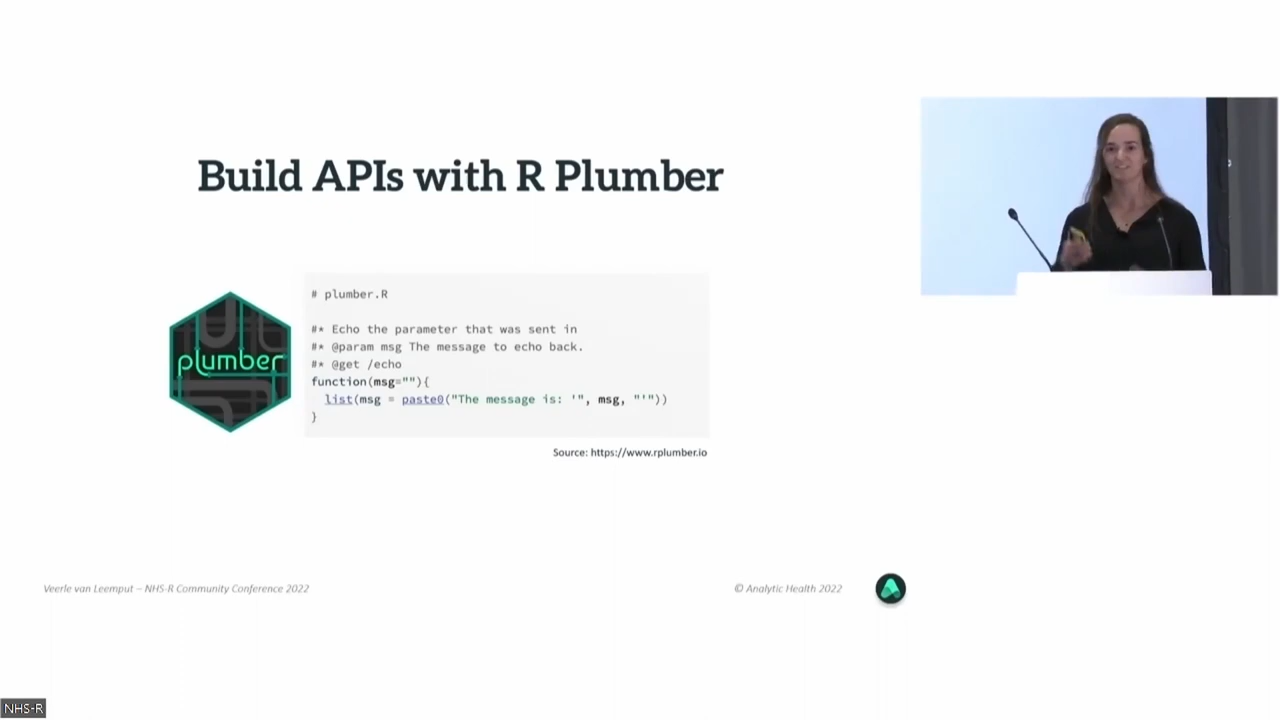 Build APIs with R Plumber
plumber
# plumber.R
#* Echo the parameter that was sent in
#* @param msg The message to echo back.
#* @get /echo
function(msg=""){
list(msg = paste0("The message is: '", msg, "'"))
}
Source: https://www.rplumber.io
Veerle van Leemput – NHS-R Community Conference 2022
© Analytic Health 2022
NHS-R